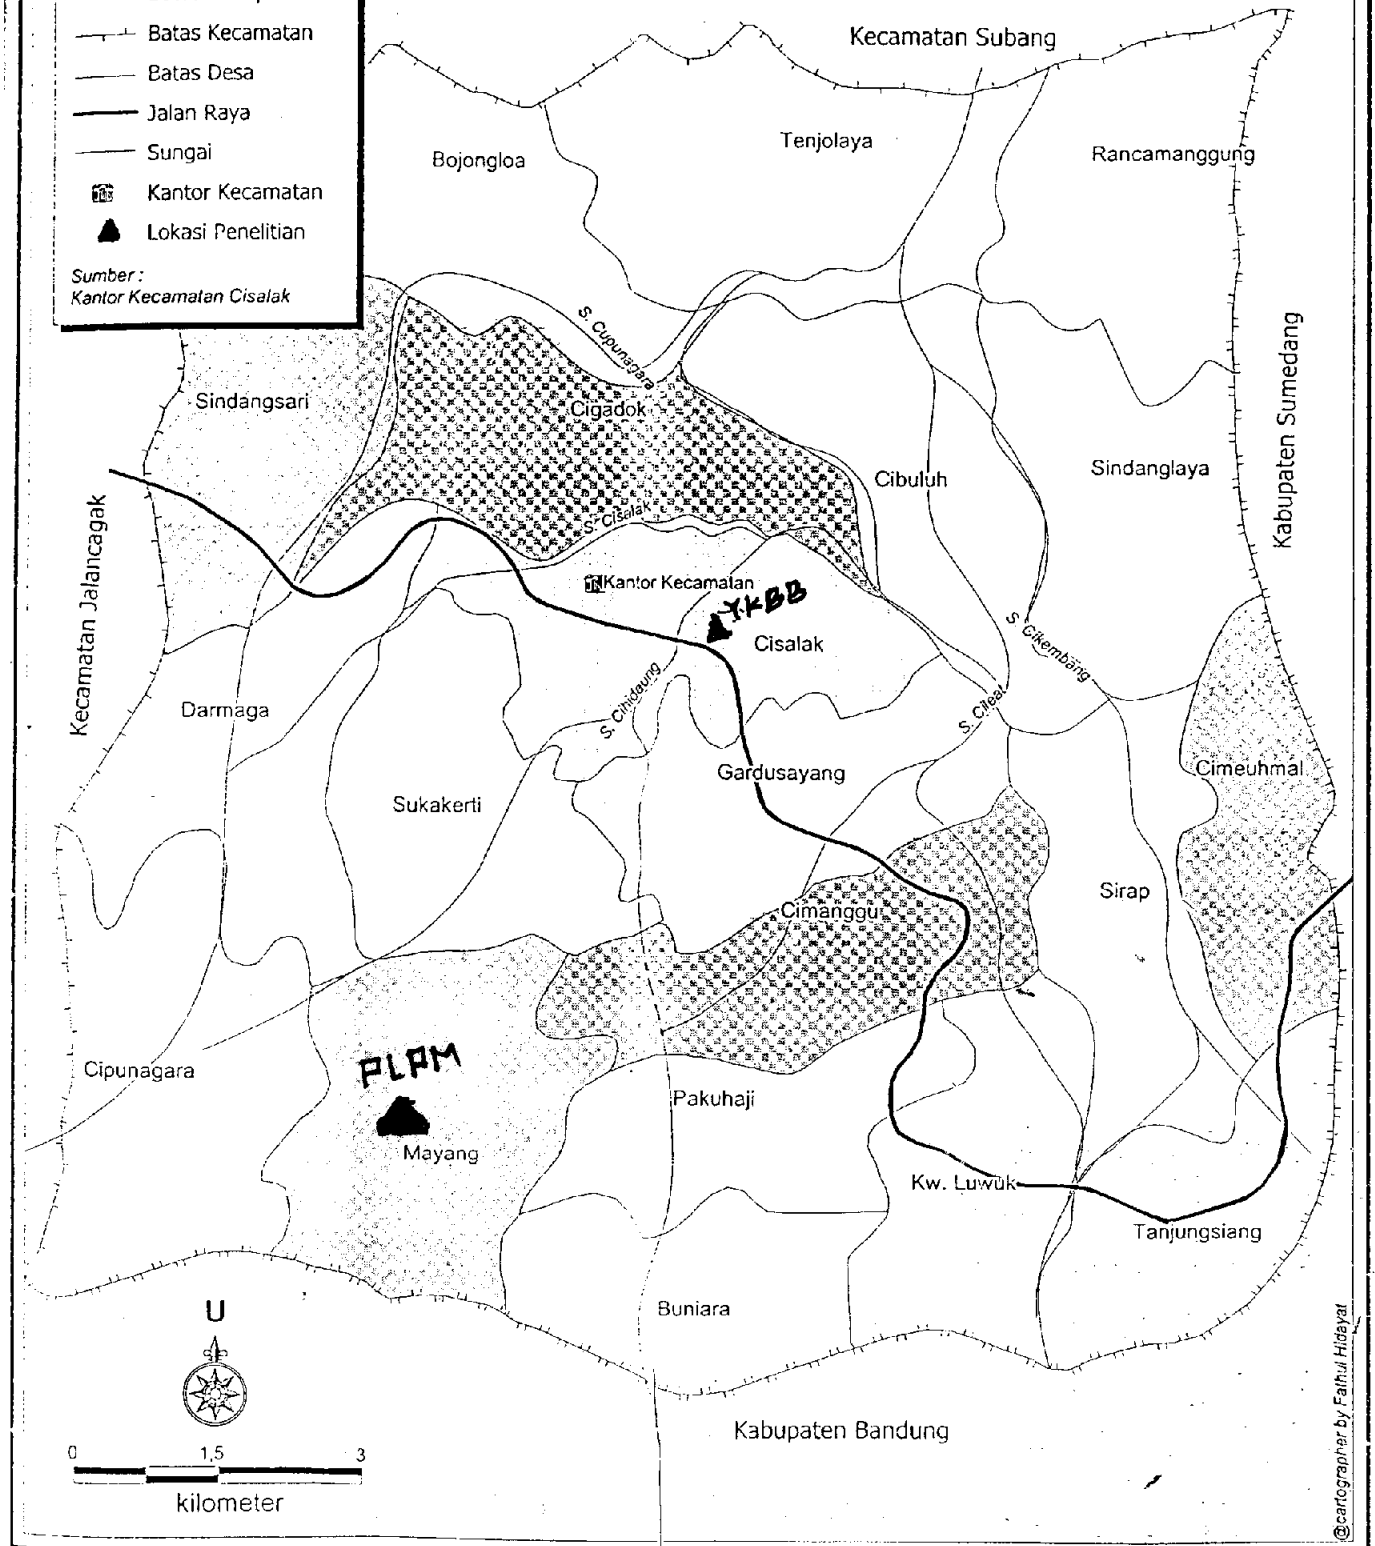 Batas Kecamatan
Batas Desa
Jalan Raya
Sungai
Kantor Kecamatan
Lokasi Penelitian
Sumber :
Kantor Kecamatan Cisalak
Kecamatan Subang
Bojongloa
Tenjolaya
Rancamanggung
S. Cupunagara
Kabupaten Sumedang
Sindangsari
Cigadok
Cibuluh
Sindanglaya
Kecamatan Jalancagak
S. Cisalak
Kantor Kecamatan
YKBB
Cisalak
S. Cikembang
S. Cihidaung
S. Cileat
Darmaga
Gardusayang
Cimeuhmal
Sukakerti
Sirap
Cimanggu
Cipunagara
PLPM
Mayang
Pakuhaji
Kw. Luwuk
Tanjungsiang
Buniara
U
Kabupaten Bandung
0 1,5 3
kilometer
@cartographer by Fathul Hidayat